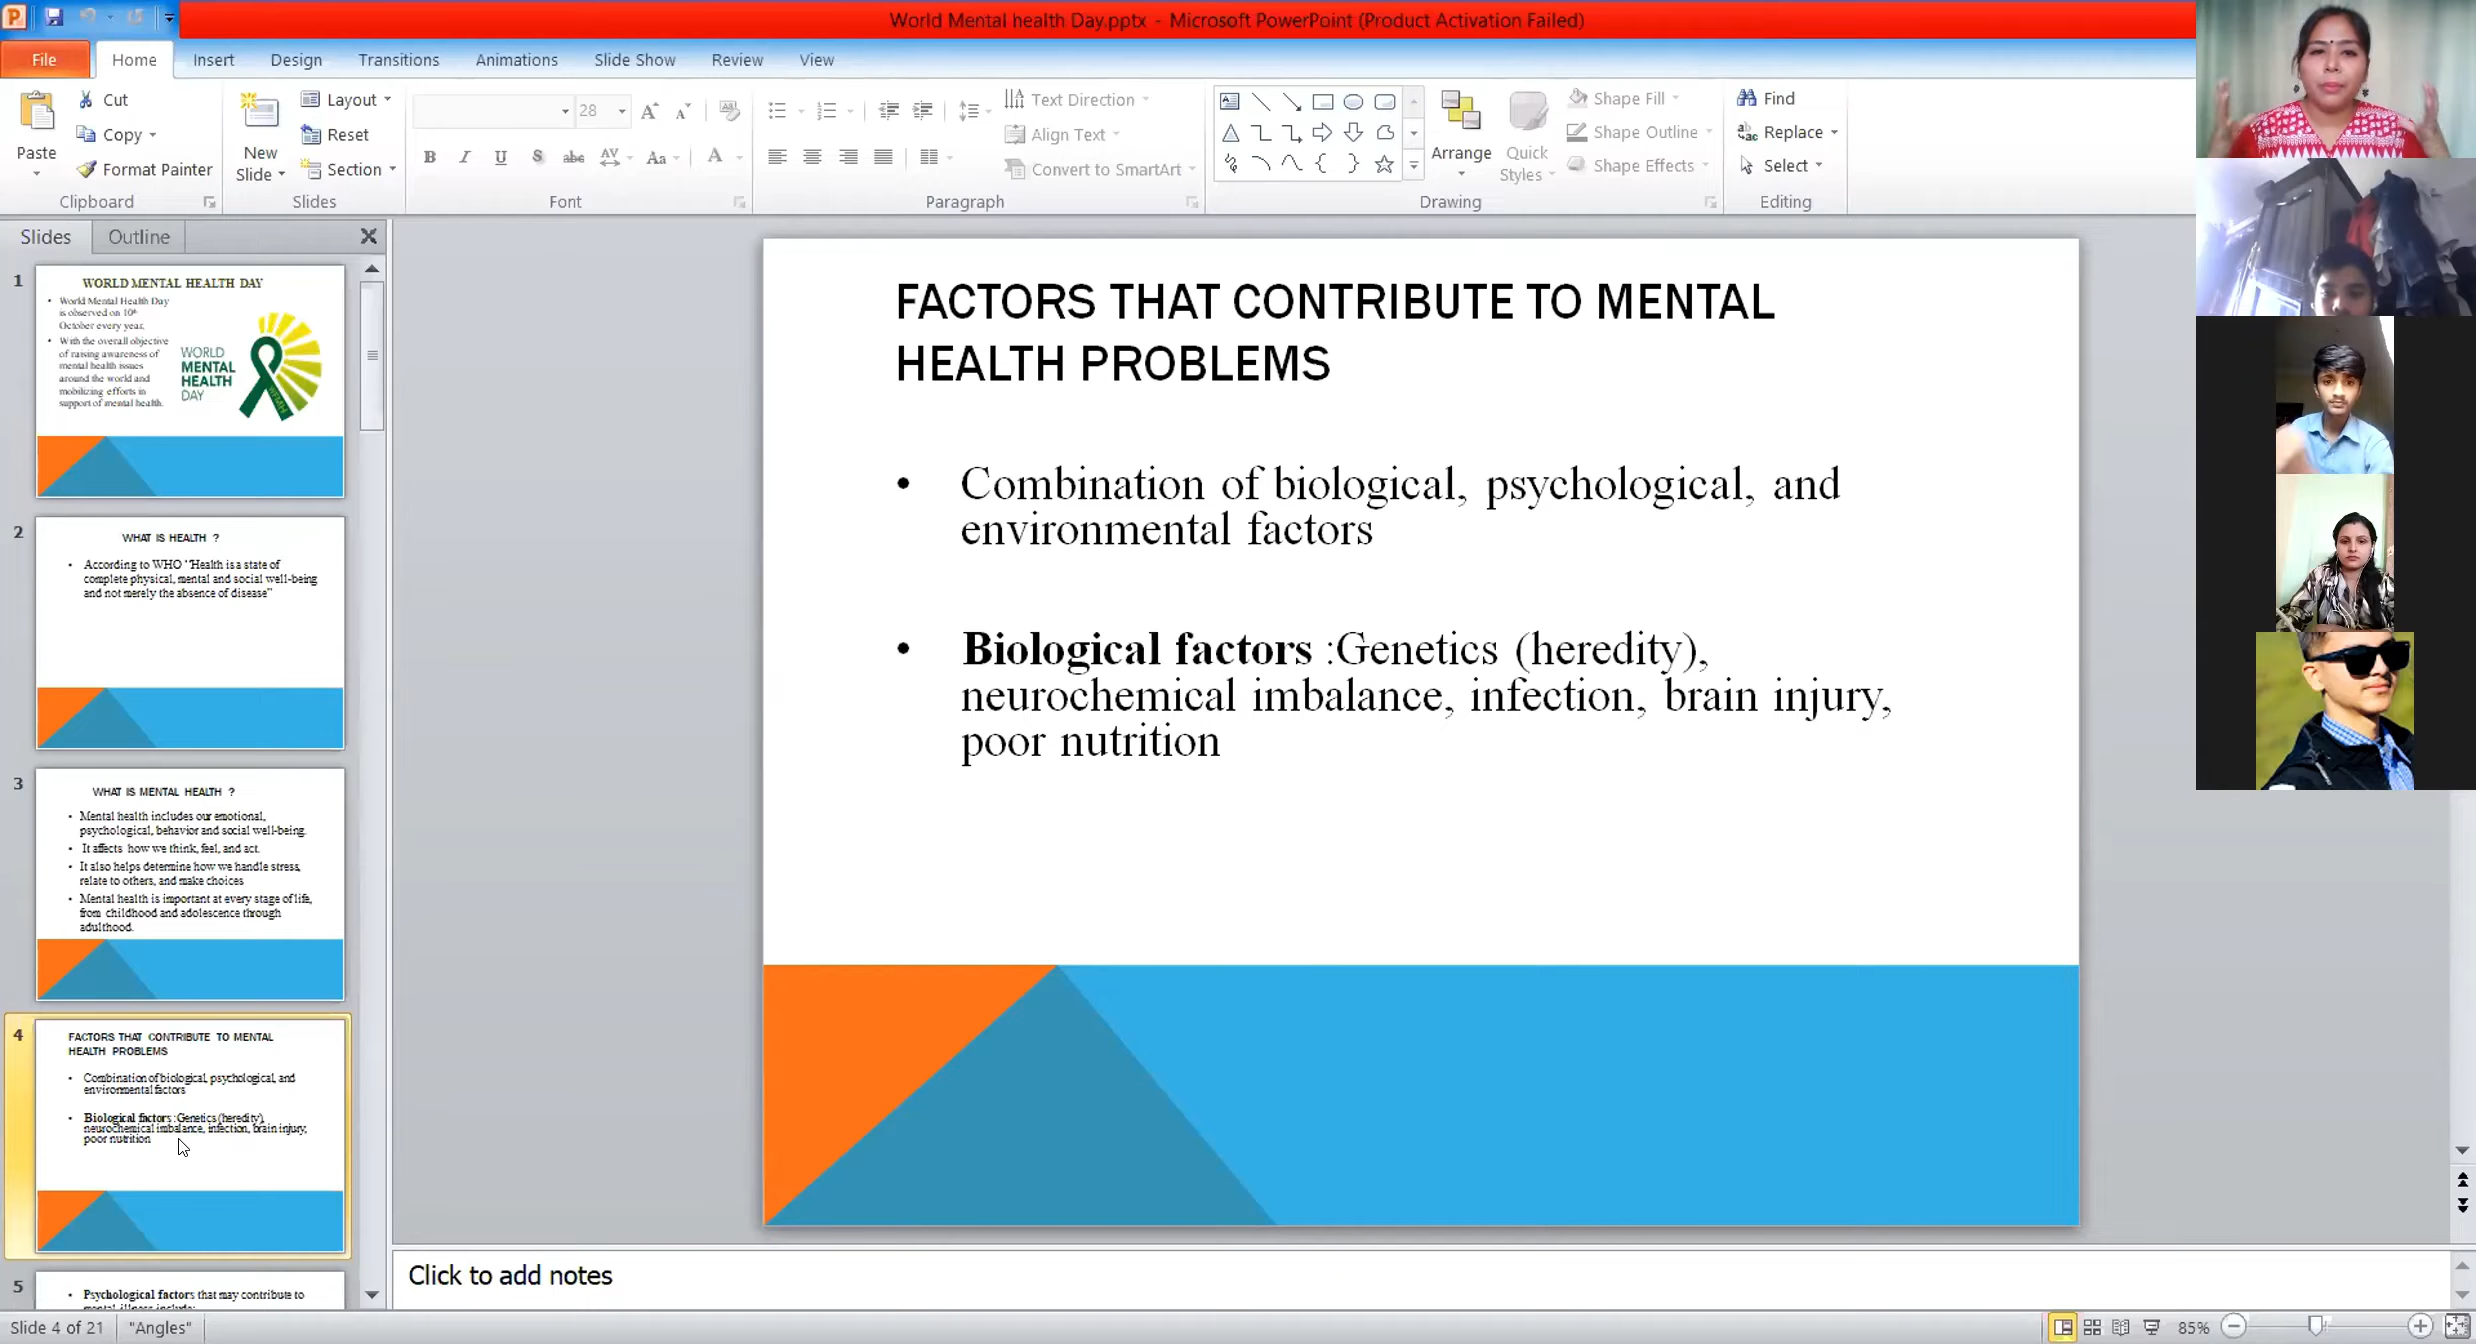 World Mental health Day.pptx - Microsoft PowerPoint (Product Activation Failed)
File Home Insert Design Transitions Animations Slide Show Review View
Paste
Cut
Copy
Format Painter
Clipboard
New
Slide
Layout
Reset
Section
Slides
28
B I U S abc AV Aa A
Font
Text Direction
Align Text
Convert to SmartArt
Paragraph
Arrange
Quick
Styles
Shape Fill
Shape Outline
Shape Effects
Drawing
Find
Replace
Select
Editing
Slides Outline
1
WORLD MENTAL HEALTH DAY
• World Mental Health Day
is observed on 10th
October every year.
• With the overall objective
of raising awareness of
mental health issues
around the world and
mobilizing efforts in
support of mental health.
WORLD
MENTAL
HEALTH
DAY
WFMH
2
WHAT IS HEALTH ?
• According to WHO "Health is a state of
complete physical, mental and social well-being
and not merely the absence of disease"
3
WHAT IS MENTAL HEALTH ?
• Mental health includes our emotional,
psychological, behavior and social well-being.
• It affects how we think, feel, and act.
• It also helps determine how we handle stress,
relate to others, and make choices
• Mental health is important at every stage of life,
from childhood and adolescence through
adulthood.
4
FACTORS THAT CONTRIBUTE TO MENTAL
HEALTH PROBLEMS
• Combination of biological, psychological, and
environmental factors
• Biological factors :Genetics (heredity),
neurochemical imbalance, infection, brain injury,
poor nutrition
5
• Psychological factors that may contribute to
mental illness include:
FACTORS THAT CONTRIBUTE TO MENTAL
HEALTH PROBLEMS
• Combination of biological, psychological, and
environmental factors
• Biological factors :Genetics (heredity),
neurochemical imbalance, infection, brain injury,
poor nutrition
Click to add notes
Slide 4 of 21 "Angles" 85%